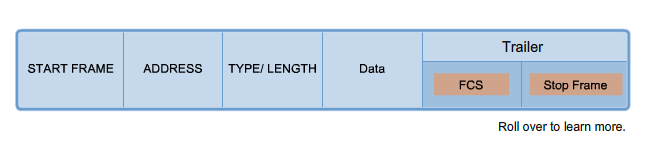 Trailer
START FRAME ADDRESS TYPE/ LENGTH Data
FCS Stop Frame
Roll over to learn more.